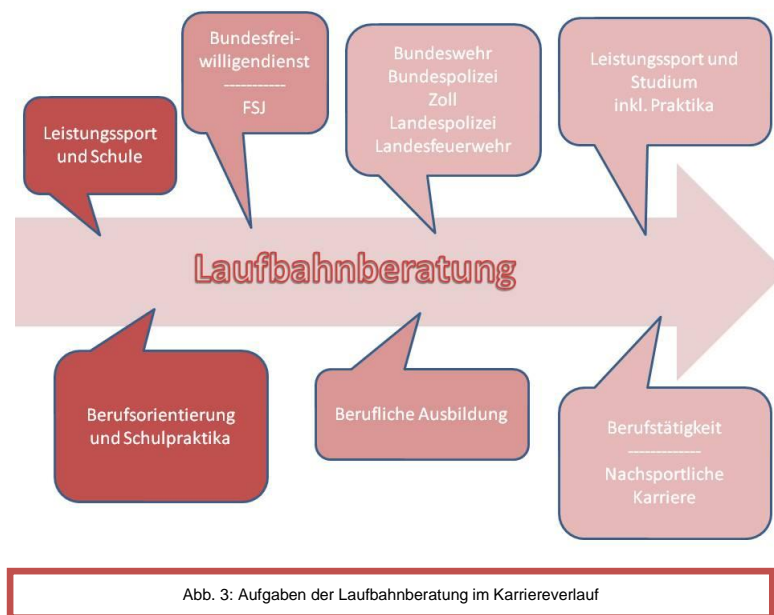 Bundesfrei-
willigendienst
-----------
FSJ
Bundeswehr
Bundespolizei
Zoll
Landespolizei
Landesfeuerwehr
Leistungssport und
Studium
inkl. Praktika
Leistungssport
und Schule
Laufbahnberatung
Berufsorientierung
und Schulpraktika
Berufliche Ausbildung
Berufstätigkeit
-------------
Nachsportliche
Karriere
Abb. 3: Aufgaben der Laufbahnberatung im Karriereverlauf